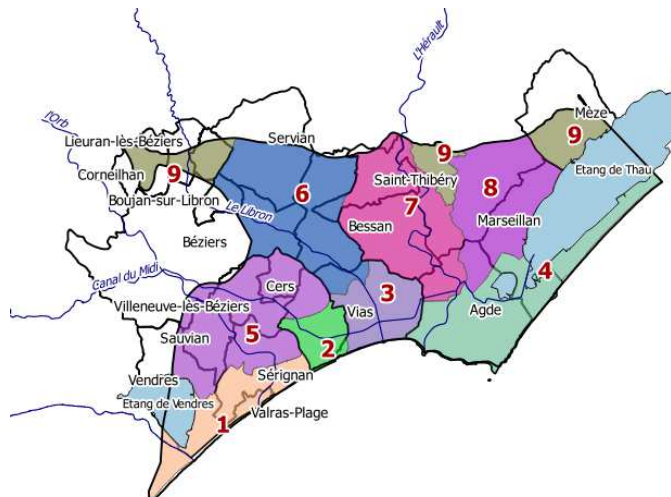 L'Hérault
l'Orb
Mèze
9
Lieuran-lès-Béziers
Servian
9
Corneilhan
9
Etang de Thau
Saint-Thibéry
8
6
Boujan-sur-Libron
Le Libron
7
Marseillan
Bessan
Béziers
4
Canal du Midi
Cers
3
Villeneuve-lès-Béziers
Vias
Agde
5
Sauvian
2
Vendres
Sérignan
Etang de Vendres
Valras-Plage
1